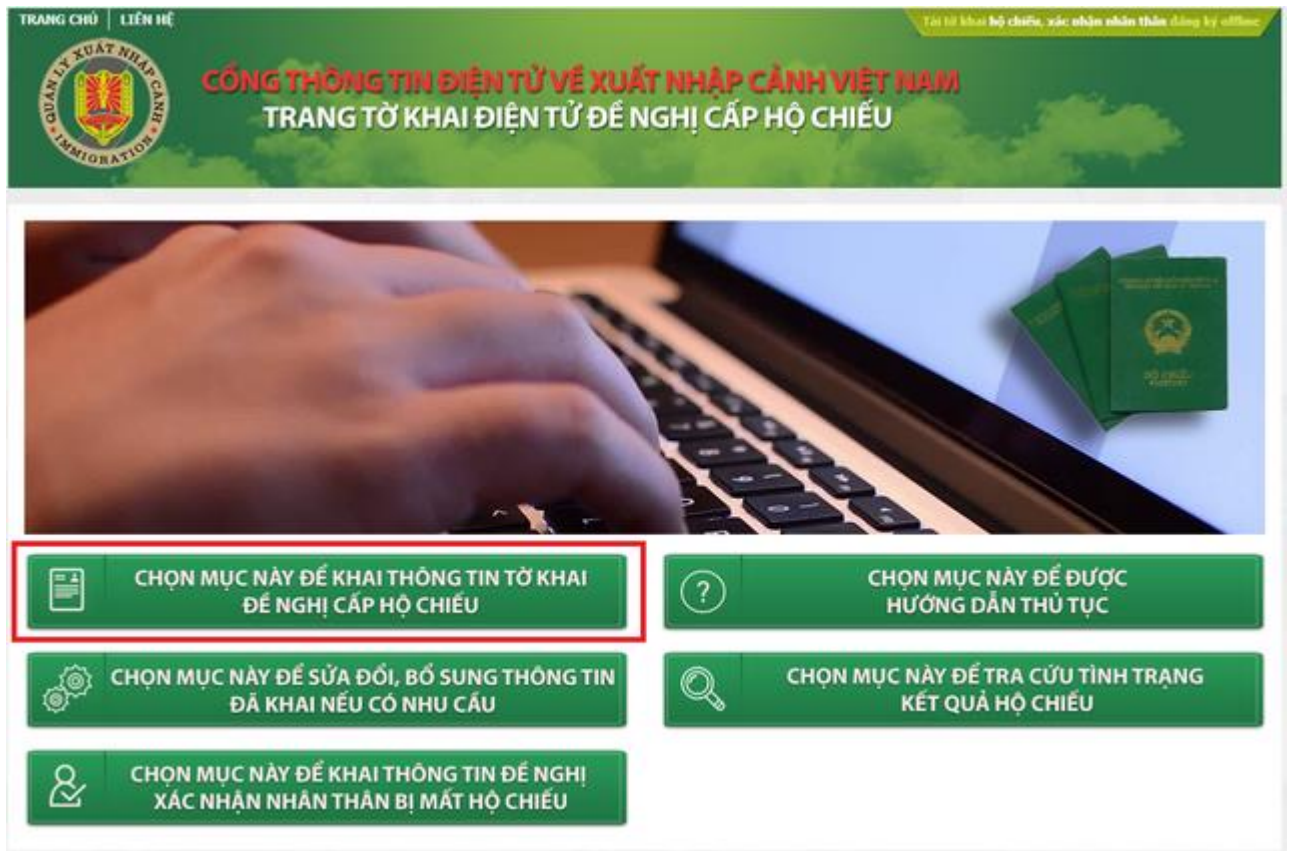 TRANG CHỦ | LIÊN HỆ
Tải tờ khai hộ chiếu, xác nhận nhân thân đăng ký offline
QUẢN LÝ XUẤT NHẬP CẢNH
IMMIGRATION
CỔNG THÔNG TIN ĐIỆN TỬ VỀ XUẤT NHẬP CẢNH VIỆT NAM
TRANG TỜ KHAI ĐIỆN TỬ ĐỀ NGHỊ CẤP HỘ CHIẾU
HỘ CHIẾU
PASSPORT
CHỌN MỤC NÀY ĐỂ KHAI THÔNG TIN TỜ KHAI
ĐỀ NGHỊ CẤP HỘ CHIẾU
CHỌN MỤC NÀY ĐỂ ĐƯỢC
HƯỚNG DẪN THỦ TỤC
CHỌN MỤC NÀY ĐỂ SỬA ĐỔI, BỔ SUNG THÔNG TIN
ĐÃ KHAI NẾU CÓ NHU CẦU
CHỌN MỤC NÀY ĐỂ TRA CỨU TÌNH TRẠNG
KẾT QUẢ HỘ CHIẾU
CHỌN MỤC NÀY ĐỂ KHAI THÔNG TIN ĐỀ NGHỊ
XÁC NHẬN NHÂN THÂN BỊ MẤT HỘ CHIẾU